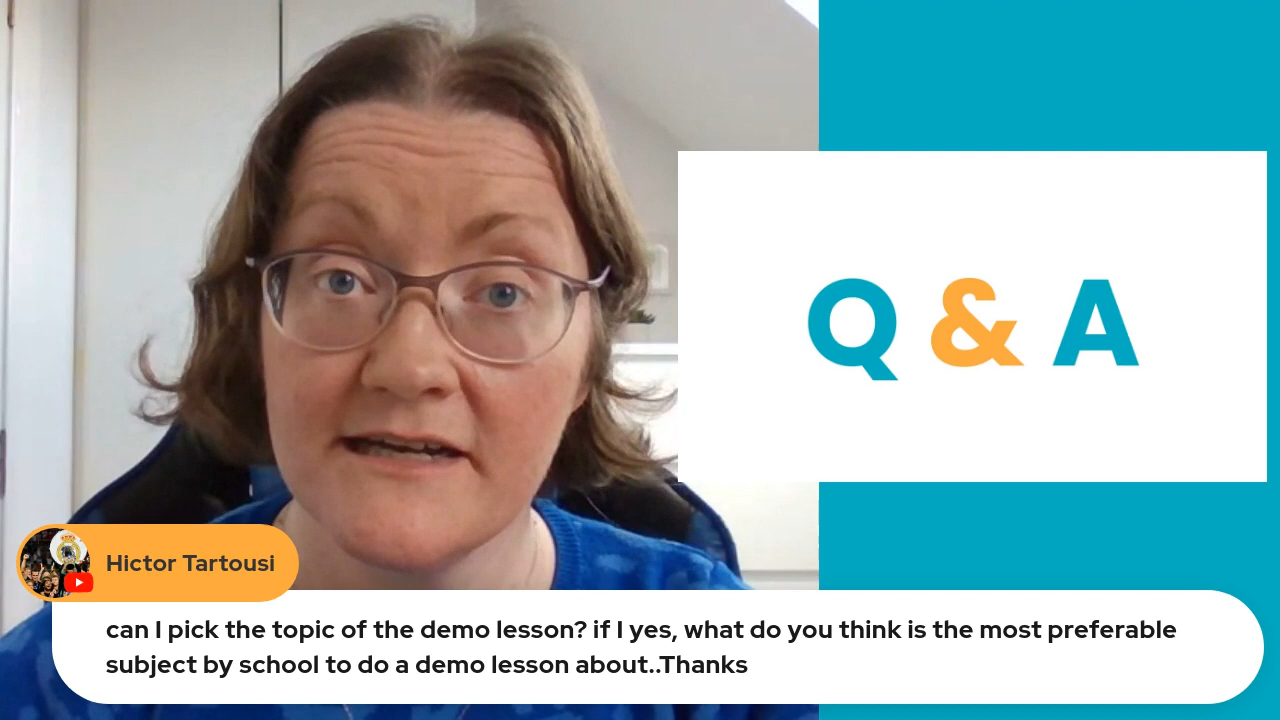 Q & A
Hictor Tartousi
can I pick the topic of the demo lesson? if I yes, what do you think is the most preferable
subject by school to do a demo lesson about..Thanks